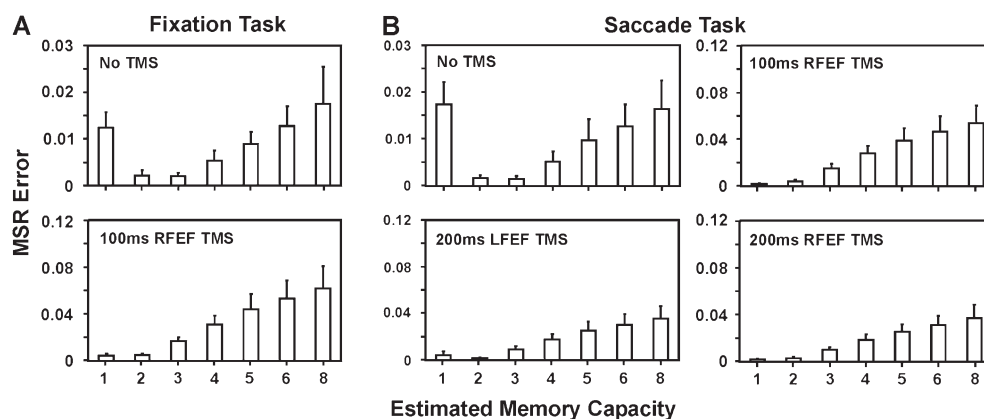 A Fixation Task B Saccade Task
0.03 No TMS 0.03 No TMS 0.12 100ms RFEF TMS
0.02 0.02 0.08
0.01 0.01 0.04
0 0 0
MSR Error
0.12 100ms RFEF TMS 0.12 200ms LFEF TMS 0.12 200ms RFEF TMS
0.08 0.08 0.08
0.04 0.04 0.04
0 0 0
1 2 3 4 5 6 8 1 2 3 4 5 6 8 1 2 3 4 5 6 8
Estimated Memory Capacity